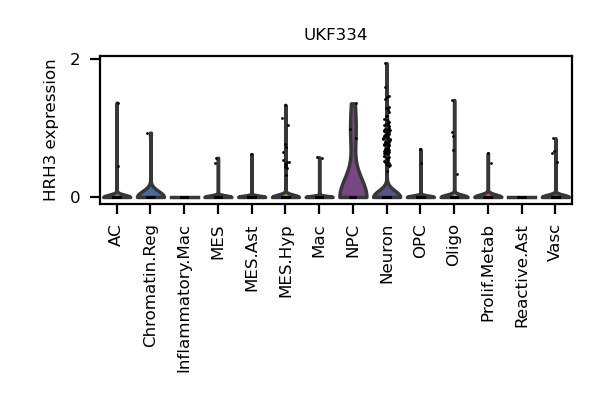 UKF334
HRH3 expression
2
0
AC
Chromatin.Reg
Inflammatory.Mac
MES
MES.Ast
MES.Hyp
Mac
NPC
Neuron
OPC
Oligo
Prolif.Metab
Reactive.Ast
Vasc